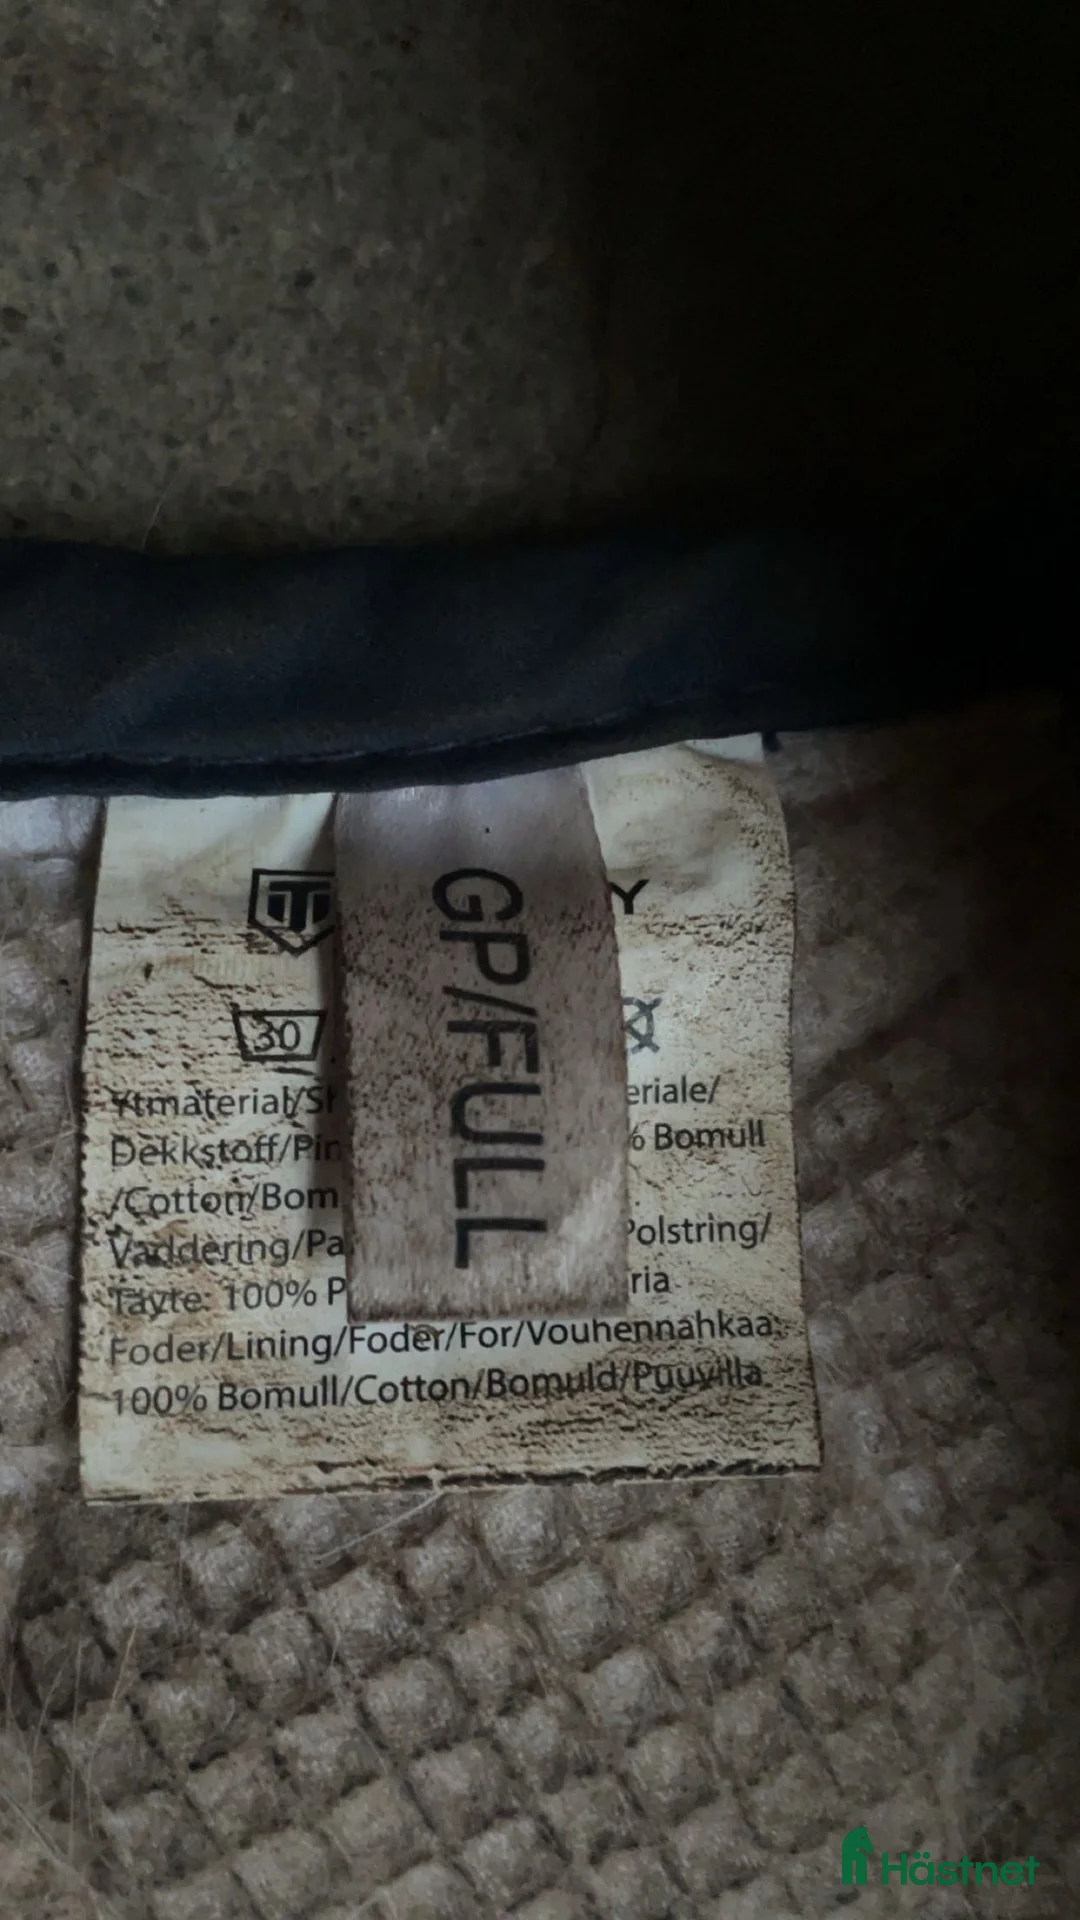 GP/FULL
Y
30
Ytmaterial/S
eriale/
Dekkstoff/Pin
% Bomull
/Cotton/Bom
Vaddering/Pa
Polstring/
Täyte: 100% P
ria
Foder/Lining/Foder/For/Vouhennahkaa:
100% Bomull/Cotton/Bomuld/Puuvilla
Hästnet